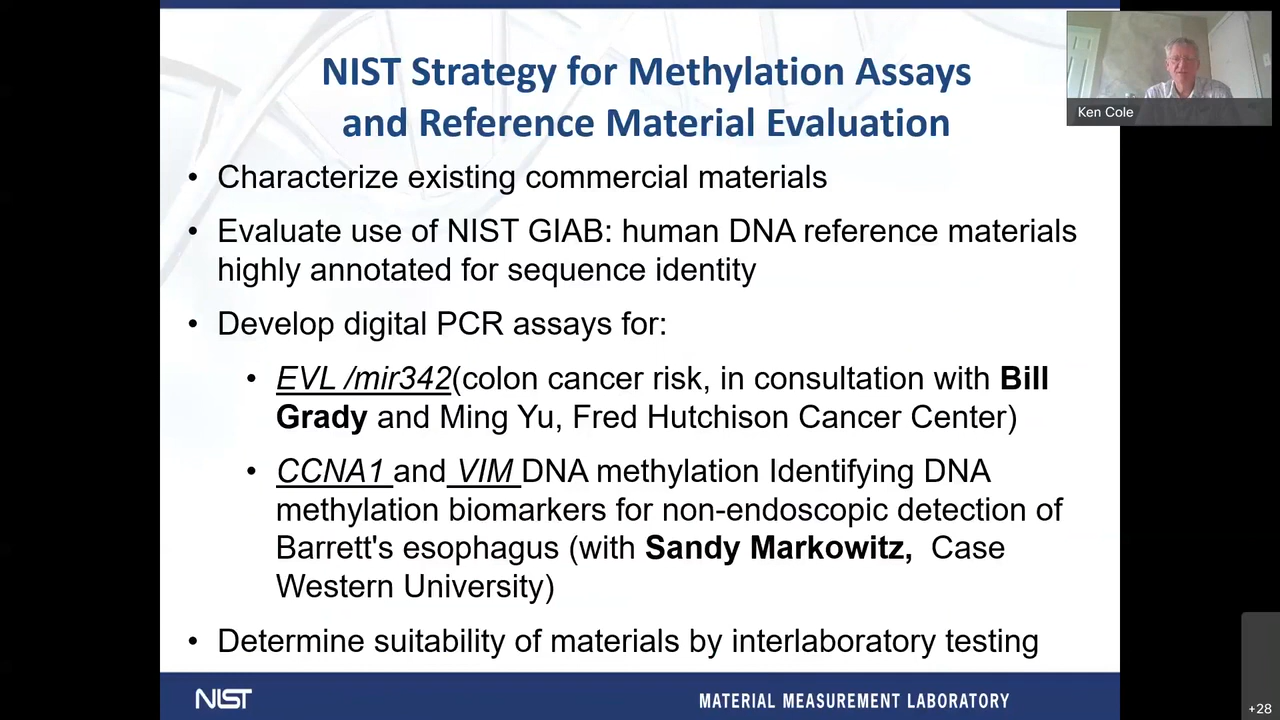 NIST Strategy for Methylation Assays
and Reference Material Evaluation
Ken Cole
• Characterize existing commercial materials
• Evaluate use of NIST GIAB: human DNA reference materials
highly annotated for sequence identity
• Develop digital PCR assays for:
• EVL /mir342(colon cancer risk, in consultation with Bill
Grady and Ming Yu, Fred Hutchison Cancer Center)
• CCNA1 and VIM DNA methylation Identifying DNA
methylation biomarkers for non-endoscopic detection of
Barrett's esophagus (with Sandy Markowitz, Case
Western University)
• Determine suitability of materials by interlaboratory testing
NIST
MATERIAL MEASUREMENT LABORATORY
+28